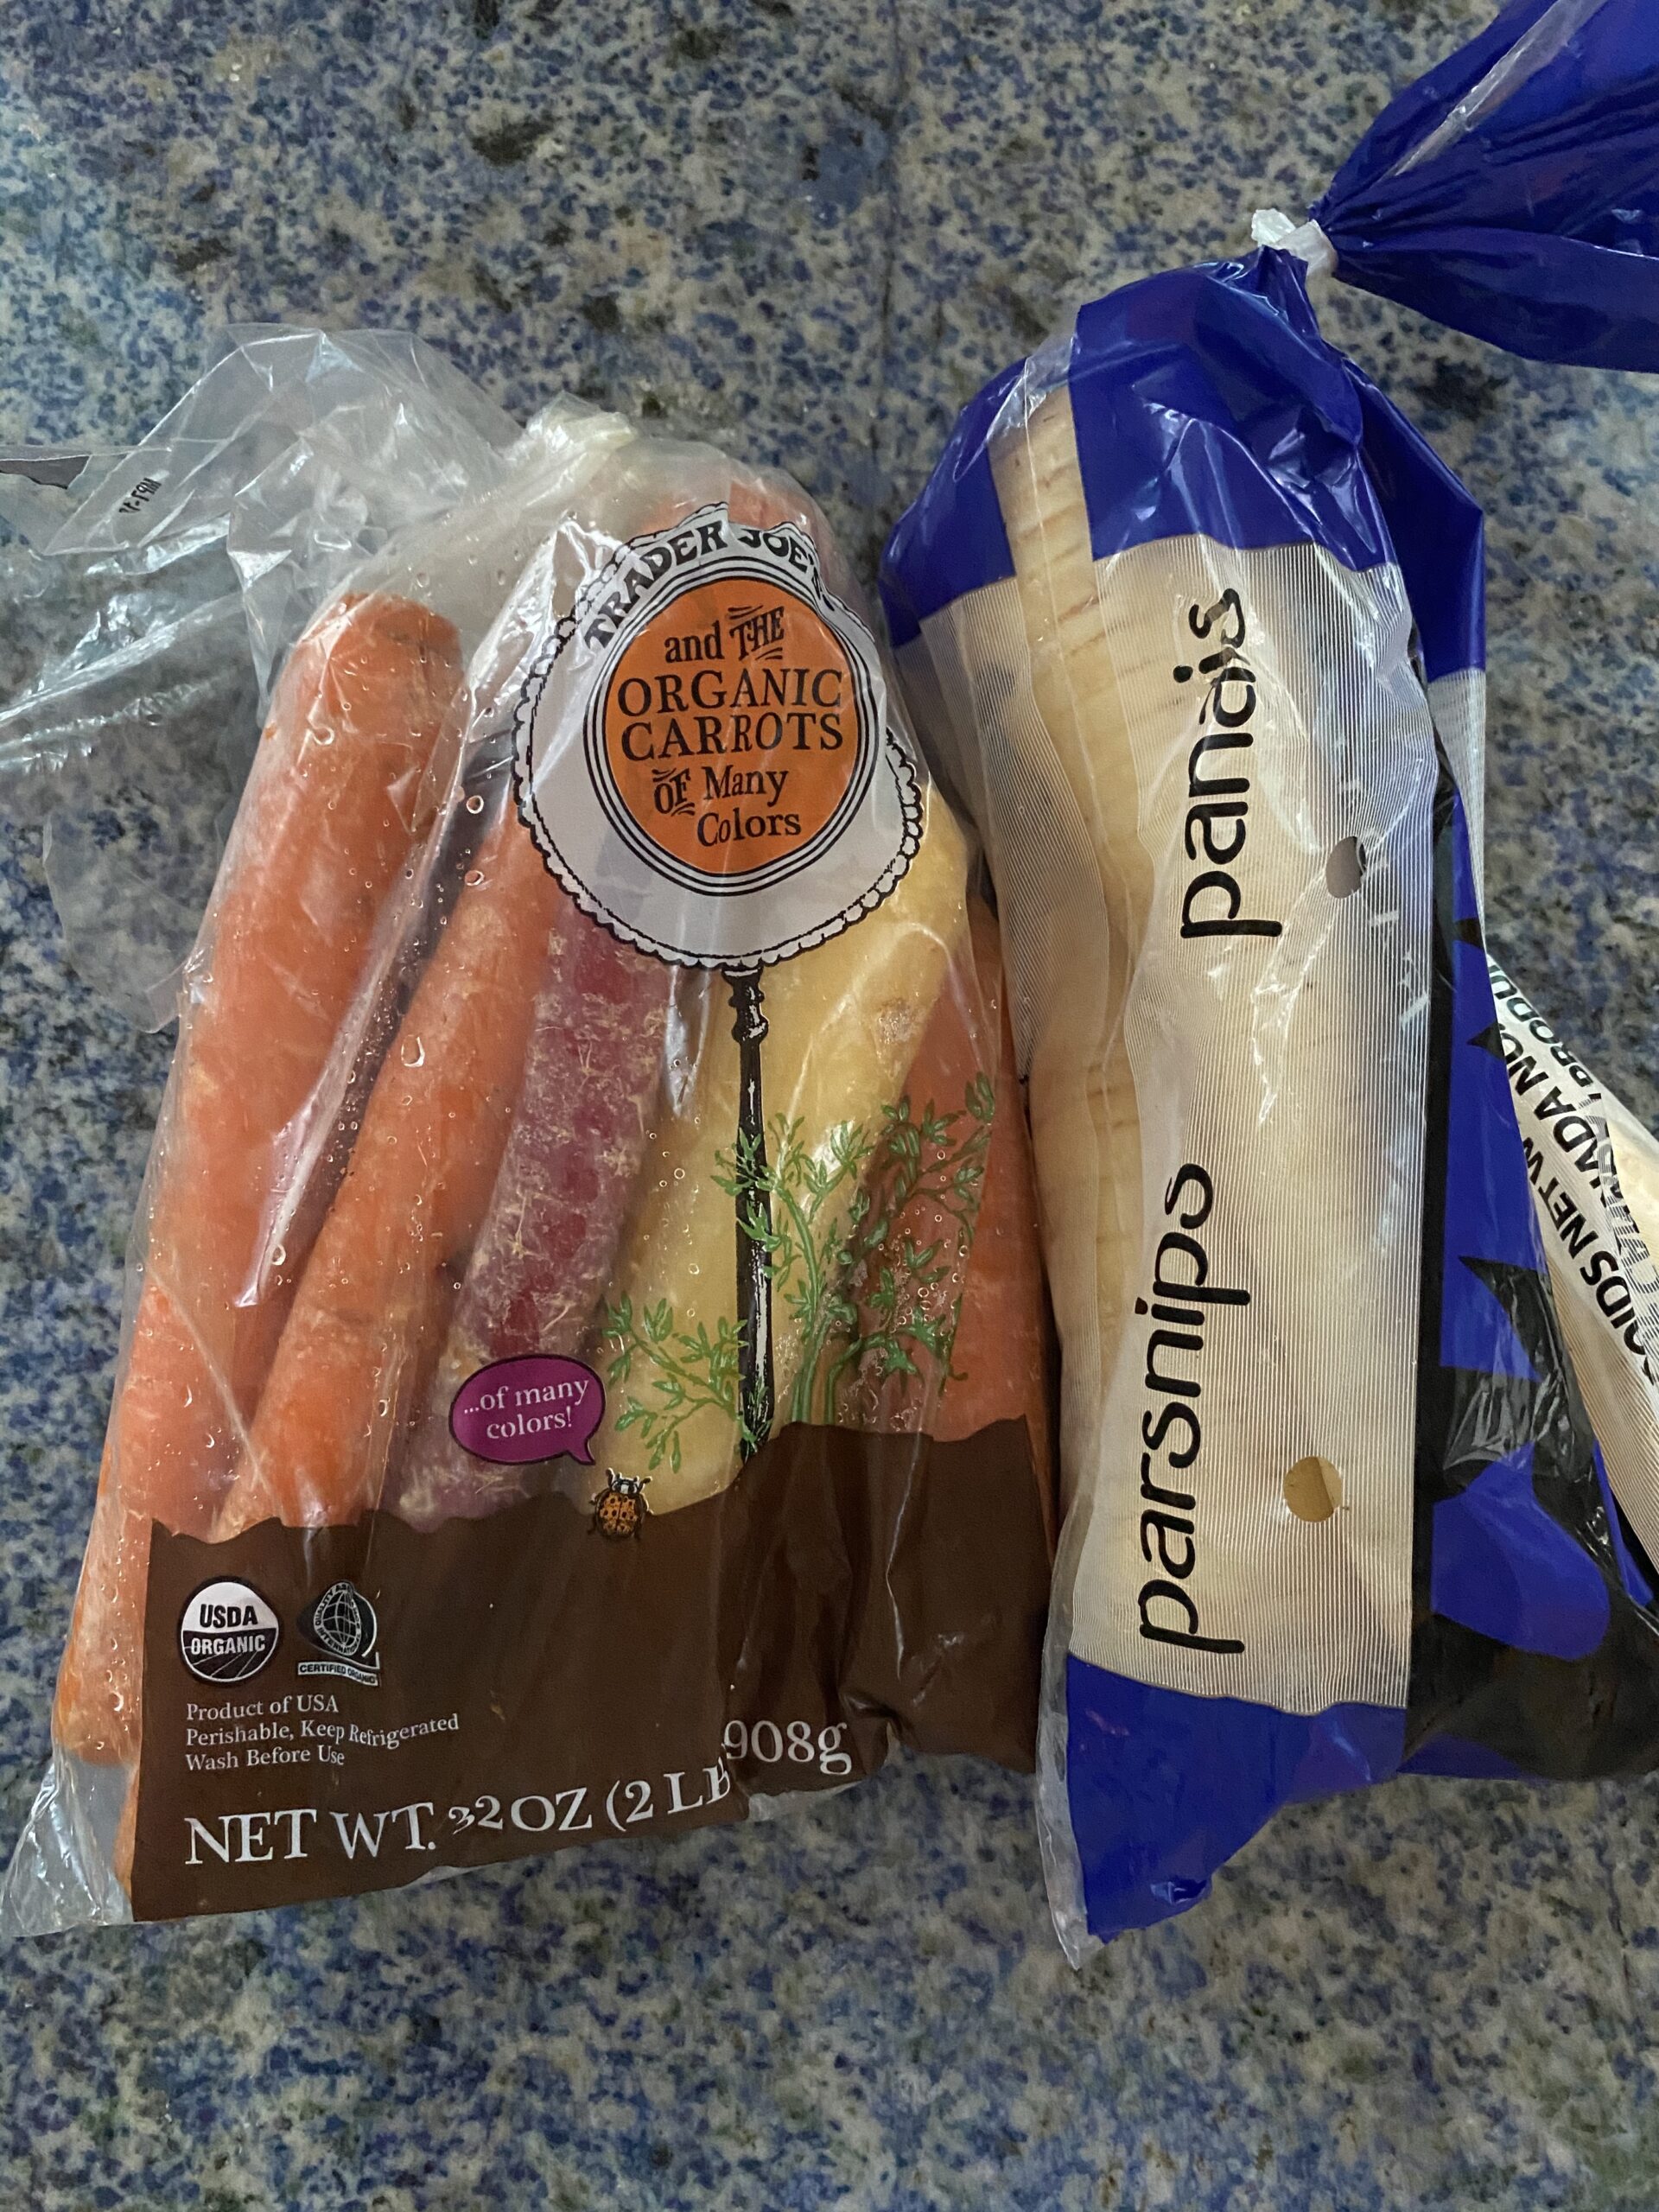 TRADER JOE'S
and THE
ORGANIC
CARROTS
OF Many
Colors
...of many
colors!
USDA
ORGANIC
CERTIFIED ORGANIC
Product of USA
Perishable, Keep Refrigerated
Wash Before Use
NET WT. 32 OZ (2 LB 908g
parsnips panais
NET W